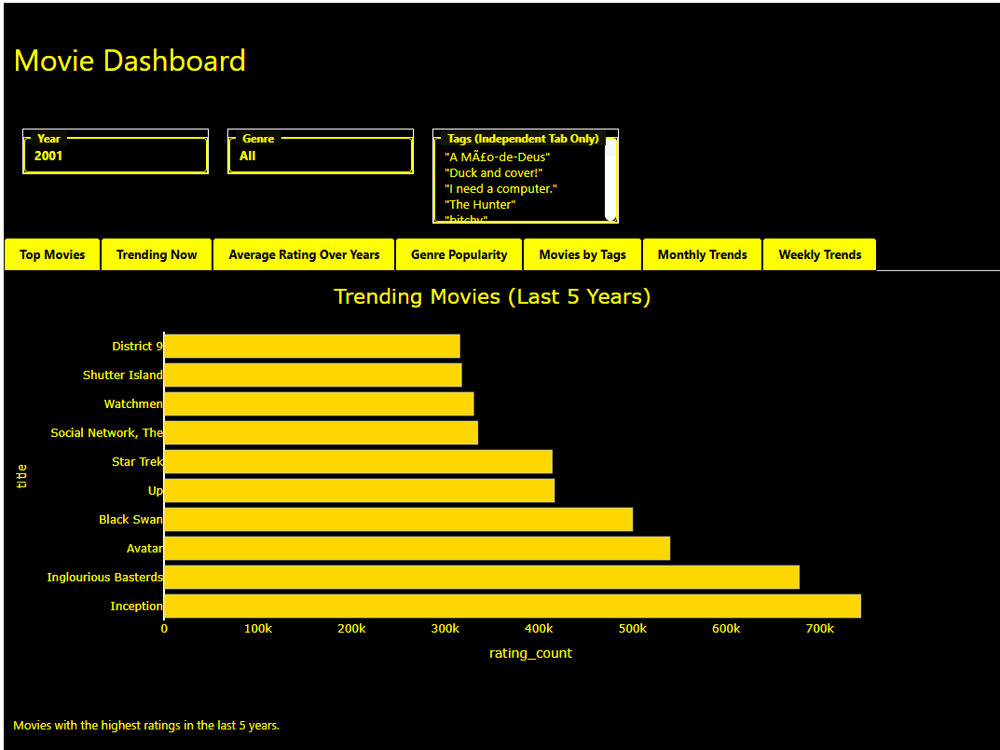 Movie Dashboard
Year
2001
Genre
All
Tags (Independent Tab Only)
"A MÃ£o-de-Deus"
"Duck and cover!"
"I need a computer."
"The Hunter"
"bitchy"
Top Movies
Trending Now
Average Rating Over Years
Genre Popularity
Movies by Tags
Monthly Trends
Weekly Trends
Trending Movies (Last 5 Years)
title
District 9
Shutter Island
Watchmen
Social Network, The
Star Trek
Up
Black Swan
Avatar
Inglourious Basterds
Inception
0 100k 200k 300k 400k 500k 600k 700k
rating_count
Movies with the highest ratings in the last 5 years.